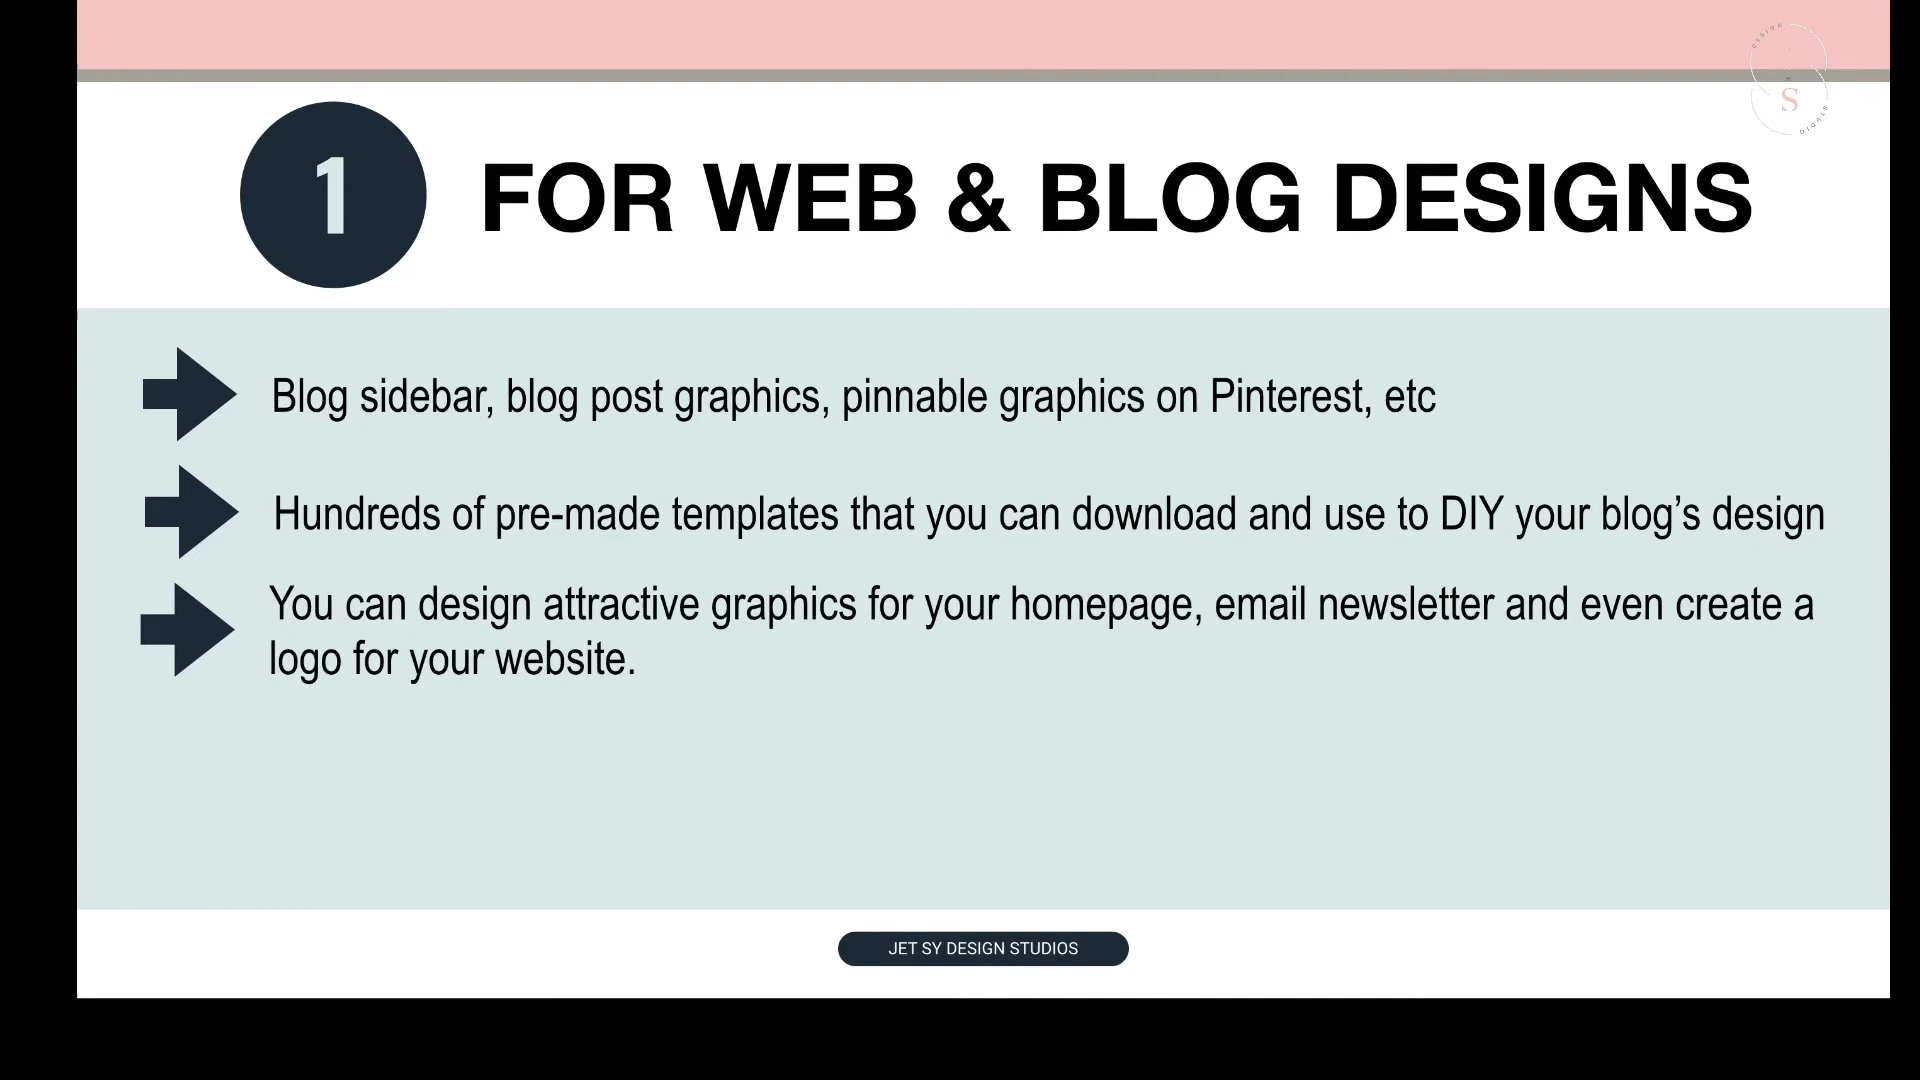 DESIGN
S
STUDIO
1
FOR WEB & BLOG DESIGNS
Blog sidebar, blog post graphics, pinnable graphics on Pinterest, etc
Hundreds of pre-made templates that you can download and use to DIY your blog’s design
You can design attractive graphics for your homepage, email newsletter and even create a
logo for your website.
JET SY DESIGN STUDIOS